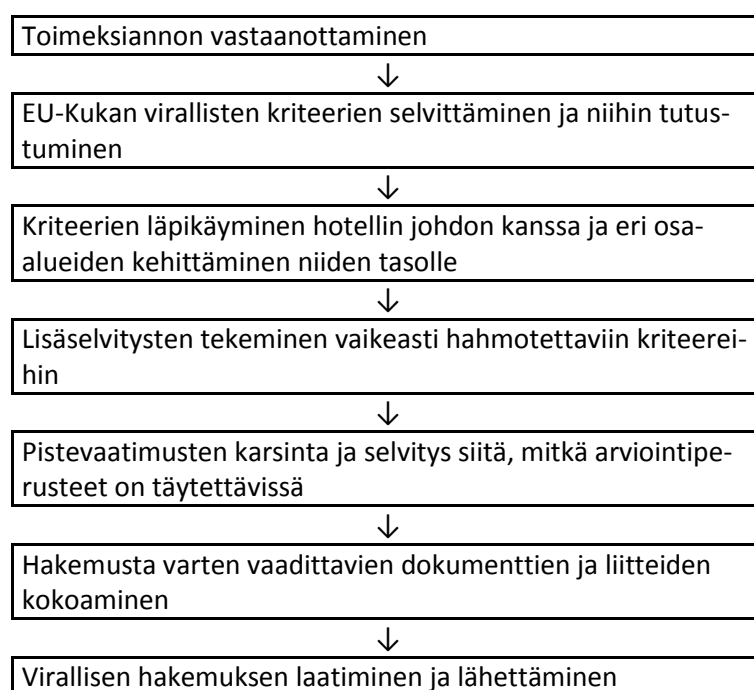 Toimeksiannon vastaanottaminen
↓
EU-Kukan virallisten kriteerien selvittäminen ja niihin tutus-
tuminen
↓
Kriteerien läpikäyminen hotellin johdon kanssa ja eri osa-
alueiden kehittäminen niiden tasolle
↓
Lisäselvitysten tekeminen vaikeasti hahmotettaviin kriteerei-
hin
↓
Pistevaatimusten karsinta ja selvitys siitä, mitkä arviointipe-
rusteet on täytettävissä
↓
Hakemusta varten vaadittavien dokumenttien ja liitteiden
kokoaminen
↓
Virallisen hakemuksen laatiminen ja lähettäminen